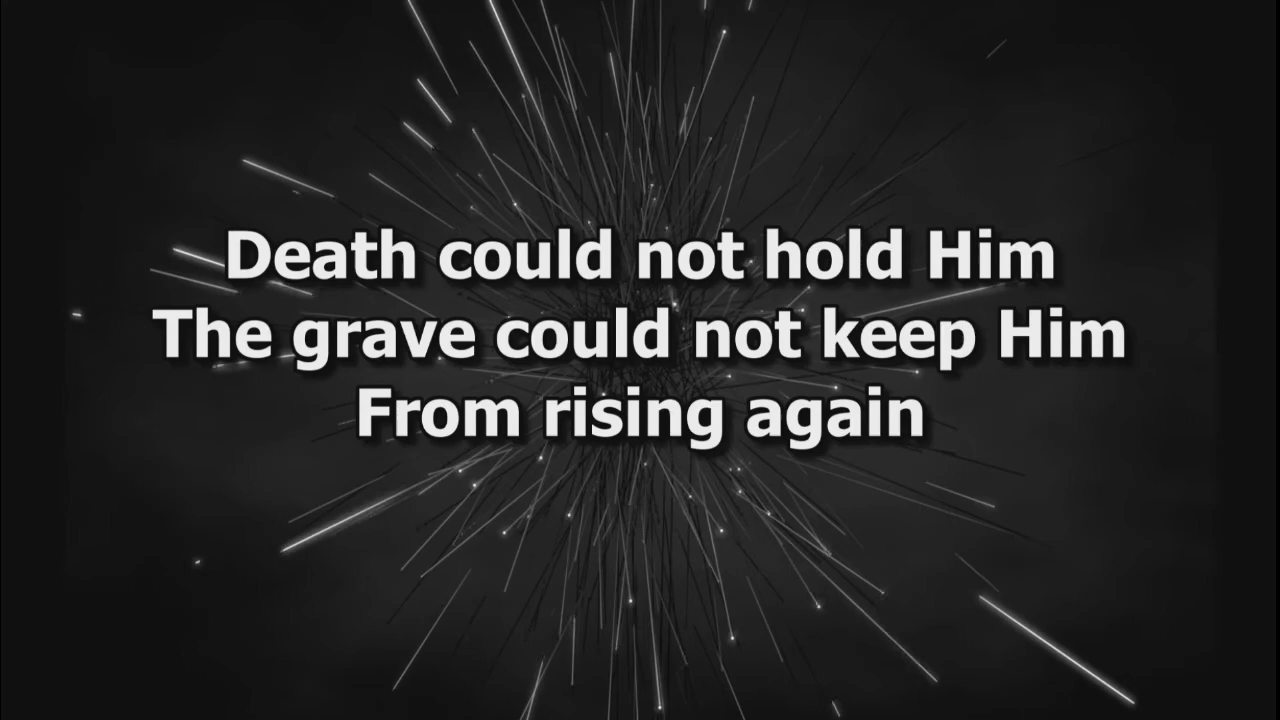 Death could not hold Him
The grave could not keep Him
From rising again